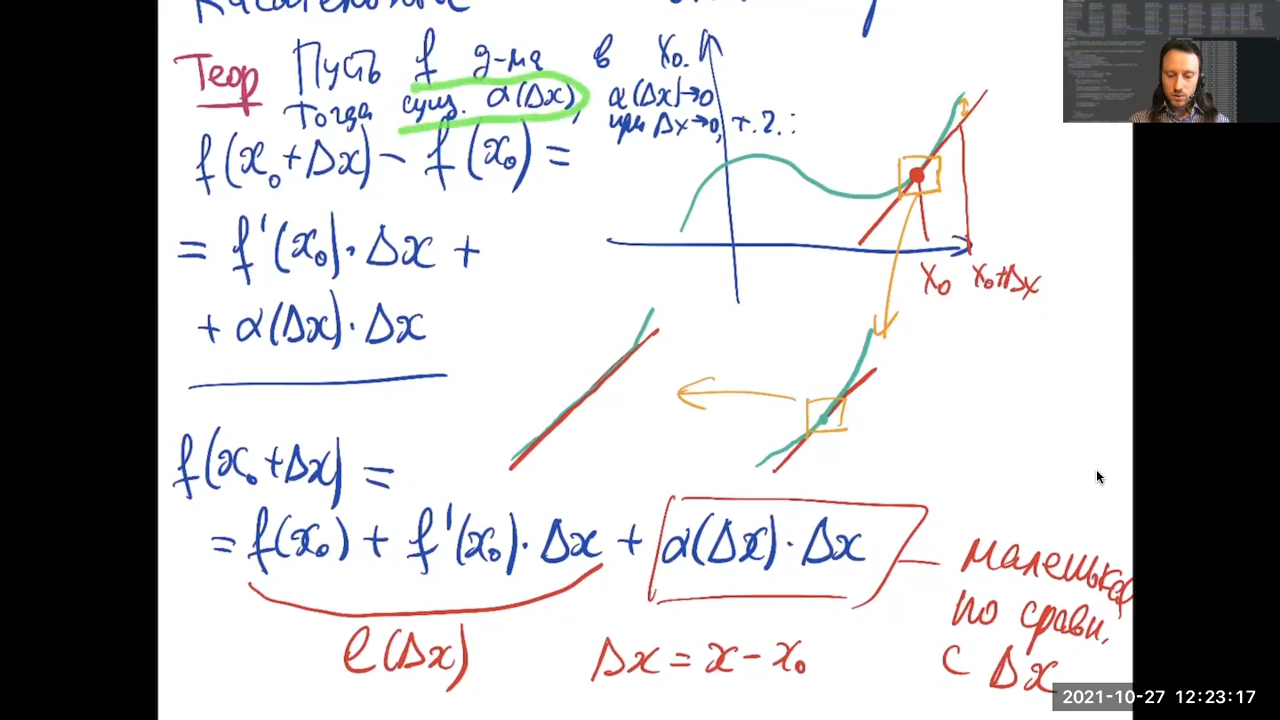 Теор Пусть f д-ма в x₀.
тогда сущ. α(Δx), α(Δx)→0
при Δx→0, т.ч.:
f(x₀+Δx) − f(x₀) =
= f'(x₀)·Δx +
+ α(Δx)·Δx
x₀ x₀+Δx
f(x₀+Δx) =
= f(x₀) + f'(x₀)·Δx + α(Δx)·Δx
маленькое
по сравн.
с Δx
ℓ(Δx)
Δx = x − x₀
2021-10-27 12:23:17